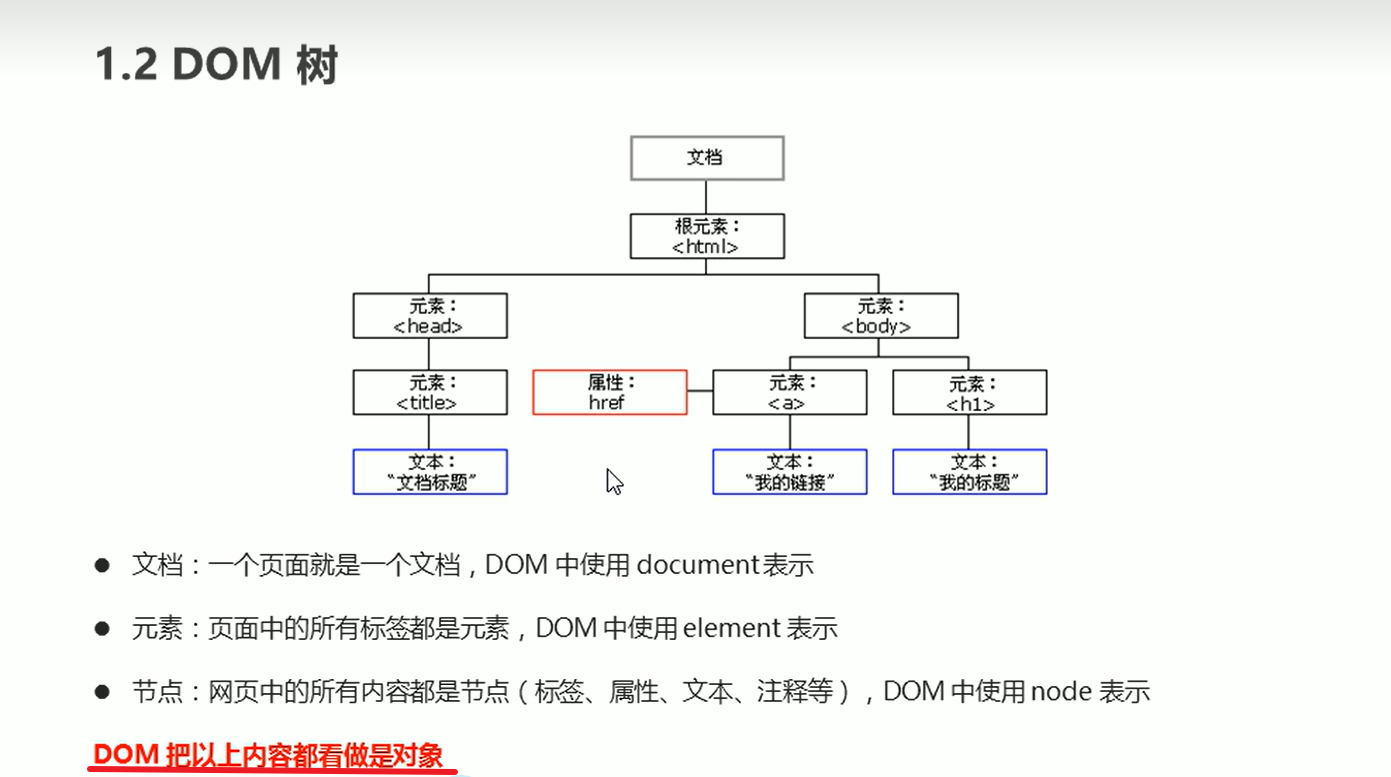 1.2 DOM 树
文档
根元素：
<html>
元素：
<head>
元素：
<body>
元素：
<title>
属性：
href
元素：
<a>
元素：
<h1>
文本：
“文档标题”
文本：
“我的链接”
文本：
“我的标题”
● 文档：一个页面就是一个文档，DOM 中使用 document 表示
● 元素：页面中的所有标签都是元素，DOM 中使用 element 表示
● 节点：网页中的所有内容都是节点（标签、属性、文本、注释等），DOM 中使用 node 表示
DOM 把以上内容都看做是对象